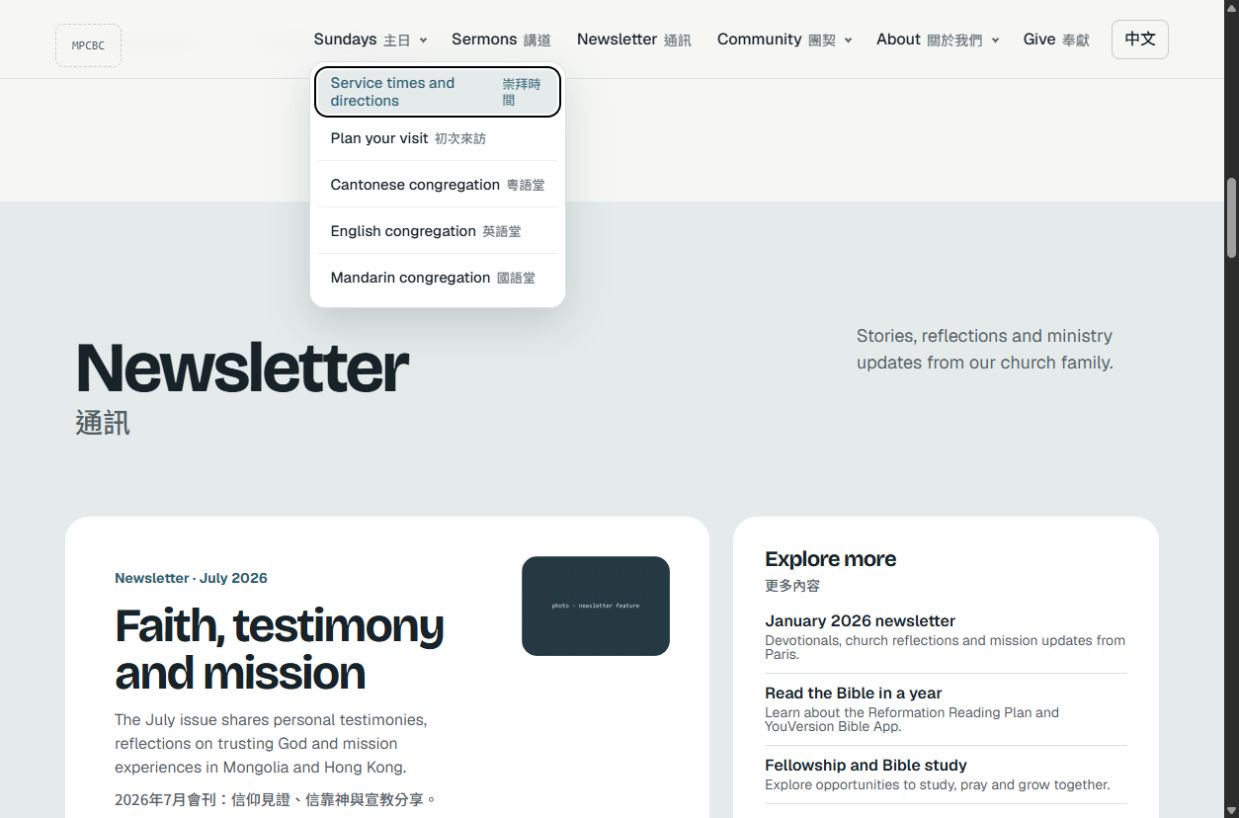 MPCBC
Sundays 主日
Sermons 講道
Newsletter 通訊
Community 團契
About 關於我們
Give 奉獻
中文
Service times and
directions
崇拜時
間
Plan your visit 初次來訪
Cantonese congregation 粵語堂
English congregation 英語堂
Mandarin congregation 國語堂
Newsletter
通訊
Stories, reflections and ministry
updates from our church family.
Newsletter · July 2026
Faith, testimony
and mission
The July issue shares personal testimonies,
reflections on trusting God and mission
experiences in Mongolia and Hong Kong.
2026年7月會刊：信仰見證、信靠神與宣教分享。
photo · newsletter feature
Explore more
更多內容
January 2026 newsletter
Devotionals, church reflections and mission updates from
Paris.
Read the Bible in a year
Learn about the Reformation Reading Plan and
YouVersion Bible App.
Fellowship and Bible study
Explore opportunities to study, pray and grow together.